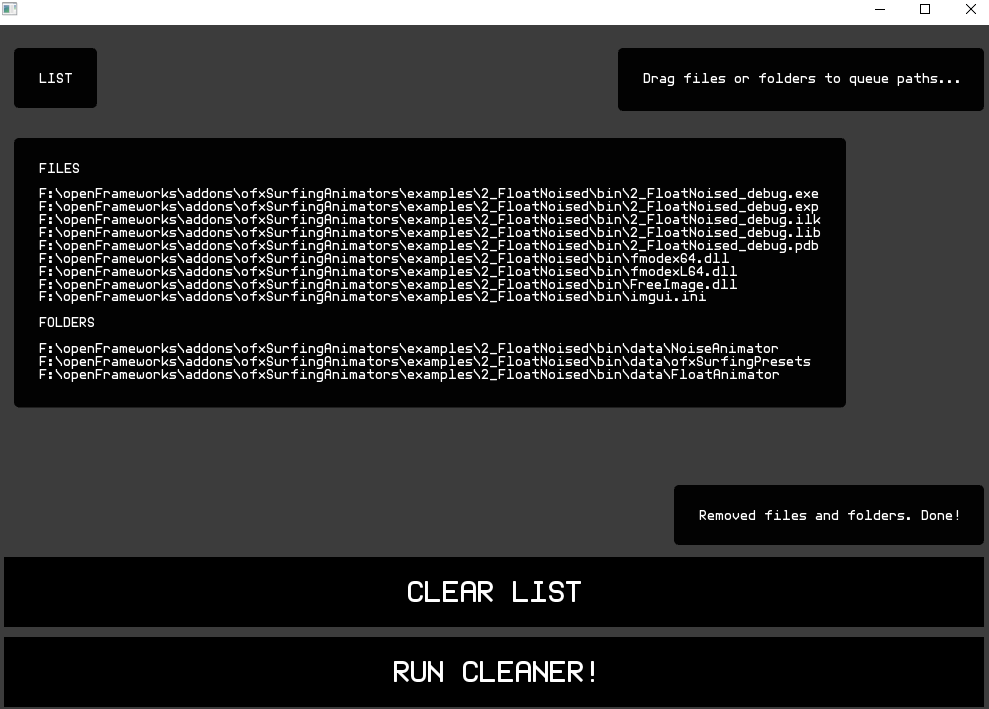 LIST
Drag files or folders to queue paths...
FILES
F:\openFrameworks\addons\ofxSurfingAnimators\examples\2_FloatNoised\bin\2_FloatNoised_debug.exe
F:\openFrameworks\addons\ofxSurfingAnimators\examples\2_FloatNoised\bin\2_FloatNoised_debug.exp
F:\openFrameworks\addons\ofxSurfingAnimators\examples\2_FloatNoised\bin\2_FloatNoised_debug.ilk
F:\openFrameworks\addons\ofxSurfingAnimators\examples\2_FloatNoised\bin\2_FloatNoised_debug.lib
F:\openFrameworks\addons\ofxSurfingAnimators\examples\2_FloatNoised\bin\2_FloatNoised_debug.pdb
F:\openFrameworks\addons\ofxSurfingAnimators\examples\2_FloatNoised\bin\fmodex64.dll
F:\openFrameworks\addons\ofxSurfingAnimators\examples\2_FloatNoised\bin\fmodexL64.dll
F:\openFrameworks\addons\ofxSurfingAnimators\examples\2_FloatNoised\bin\FreeImage.dll
F:\openFrameworks\addons\ofxSurfingAnimators\examples\2_FloatNoised\bin\imgui.ini
FOLDERS
F:\openFrameworks\addons\ofxSurfingAnimators\examples\2_FloatNoised\bin\data\NoiseAnimator
F:\openFrameworks\addons\ofxSurfingAnimators\examples\2_FloatNoised\bin\data\ofxSurfingPresets
F:\openFrameworks\addons\ofxSurfingAnimators\examples\2_FloatNoised\bin\data\FloatAnimator
Removed files and folders. Done!
CLEAR LIST
RUN CLEANER!